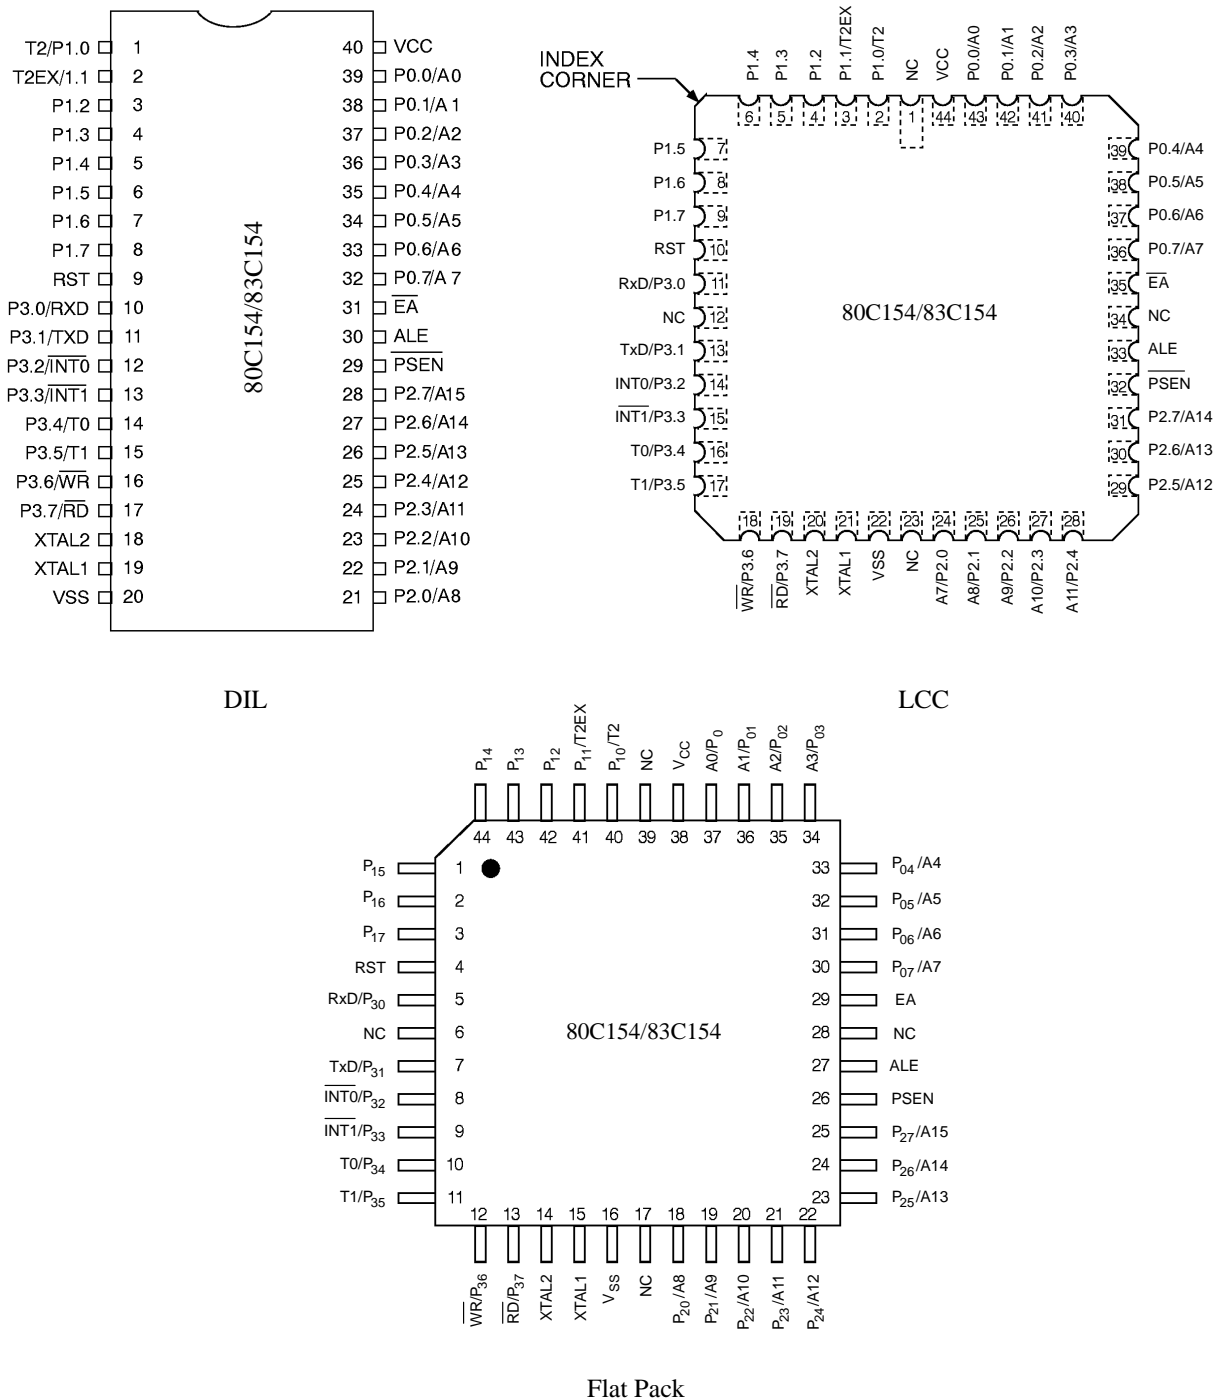 T2/P1.0 1 40 VCC
T2EX/1.1 2 39 P0.0/A0
P1.2 3 38 P0.1/A 1
P1.3 4 37 P0.2/A2
P1.4 5 36 P0.3/A3
P1.5 6 35 P0.4/A4
P1.6 7 34 P0.5/A5
P1.7 8 33 P0.6/A6
RST 9 32 P0.7/A 7
P3.0/RXD 10 31 EA
P3.1/TXD 11 30 ALE
P3.2/INT0 12 29 PSEN
P3.3/INT1 13 28 P2.7/A15
P3.4/T0 14 27 P2.6/A14
P3.5/T1 15 26 P2.5/A13
P3.6/WR 16 25 P2.4/A12
P3.7/RD 17 24 P2.3/A11
XTAL2 18 23 P2.2/A10
XTAL1 19 22 P2.1/A9
VSS 20 21 P2.0/A8
80C154/83C154
DIL
INDEX
CORNER
P1.4 P1.3 P1.2 P1.1/T2EX P1.0/T2 NC VCC P0.0/A0 P0.1/A1 P0.2/A2 P0.3/A3
6 5 4 3 2 1 44 43 42 41 40
P1.5 7 39 P0.4/A4
P1.6 8 38 P0.5/A5
P1.7 9 37 P0.6/A6
RST 10 36 P0.7/A7
RxD/P3.0 11 35 EA
NC 12 34 NC
TxD/P3.1 13 33 ALE
INT0/P3.2 14 32 PSEN
INT1/P3.3 15 31 P2.7/A14
T0/P3.4 16 30 P2.6/A13
T1/P3.5 17 29 P2.5/A12
80C154/83C154
18 19 20 21 22 23 24 25 26 27 28
WR/P3.6 RD/P3.7 XTAL2 XTAL1 VSS NC A7/P2.0 A8/P2.1 A9/P2.2 A10/P2.3 A11/P2.4
LCC
P14 P13 P12 P11/T2EX P10/T2 NC VCC A0/P0 A1/P01 A2/P02 A3/P03
44 43 42 41 40 39 38 37 36 35 34
P15 1 33 P04/A4
P16 2 32 P05/A5
P17 3 31 P06/A6
RST 4 30 P07/A7
RxD/P30 5 29 EA
NC 6 28 NC
TxD/P31 7 27 ALE
INT0/P32 8 26 PSEN
INT1/P33 9 25 P27/A15
T0/P34 10 24 P26/A14
T1/P35 11 23 P25/A13
80C154/83C154
12 13 14 15 16 17 18 19 20 21 22
WR/P36 RD/P37 XTAL2 XTAL1 VSS NC P20/A8 P21/A9 P22/A10 P23/A11 P24/A12
Flat Pack